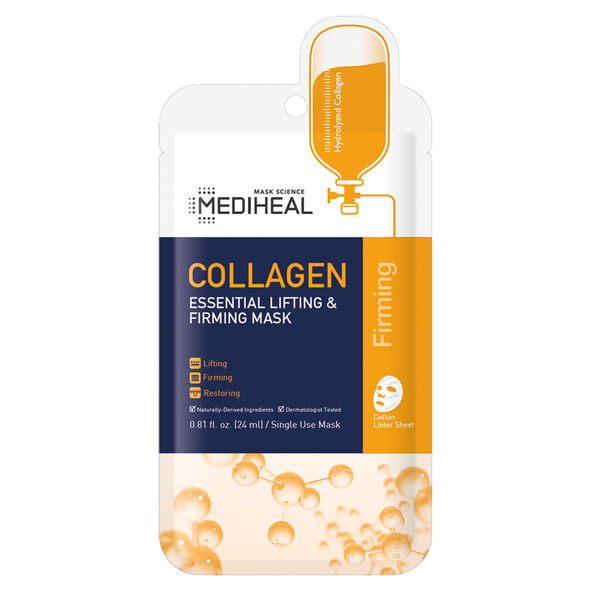 Hydrolyzed Collagen
MASK SCIENCE
MEDIHEAL
COLLAGEN
ESSENTIAL LIFTING &
FIRMING MASK
Firming
Lifting
Firming
Restoring
Naturally-Derived Ingredients Dermatologist Tested
0.81 fl. oz. [24 ml] / Single Use Mask
Cotton
Linter Sheet